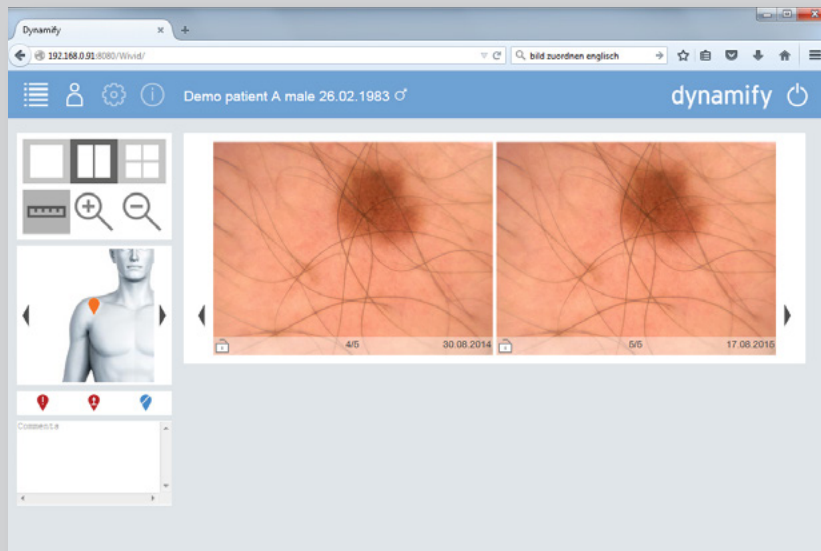 Dynamify
192.168.0.91:8080/Wivid/
bild zuordnen englisch
Demo patient A male 26.02.1983 ♂
dynamify
4/5 30.08.2014
5/5 17.08.2015
Comments